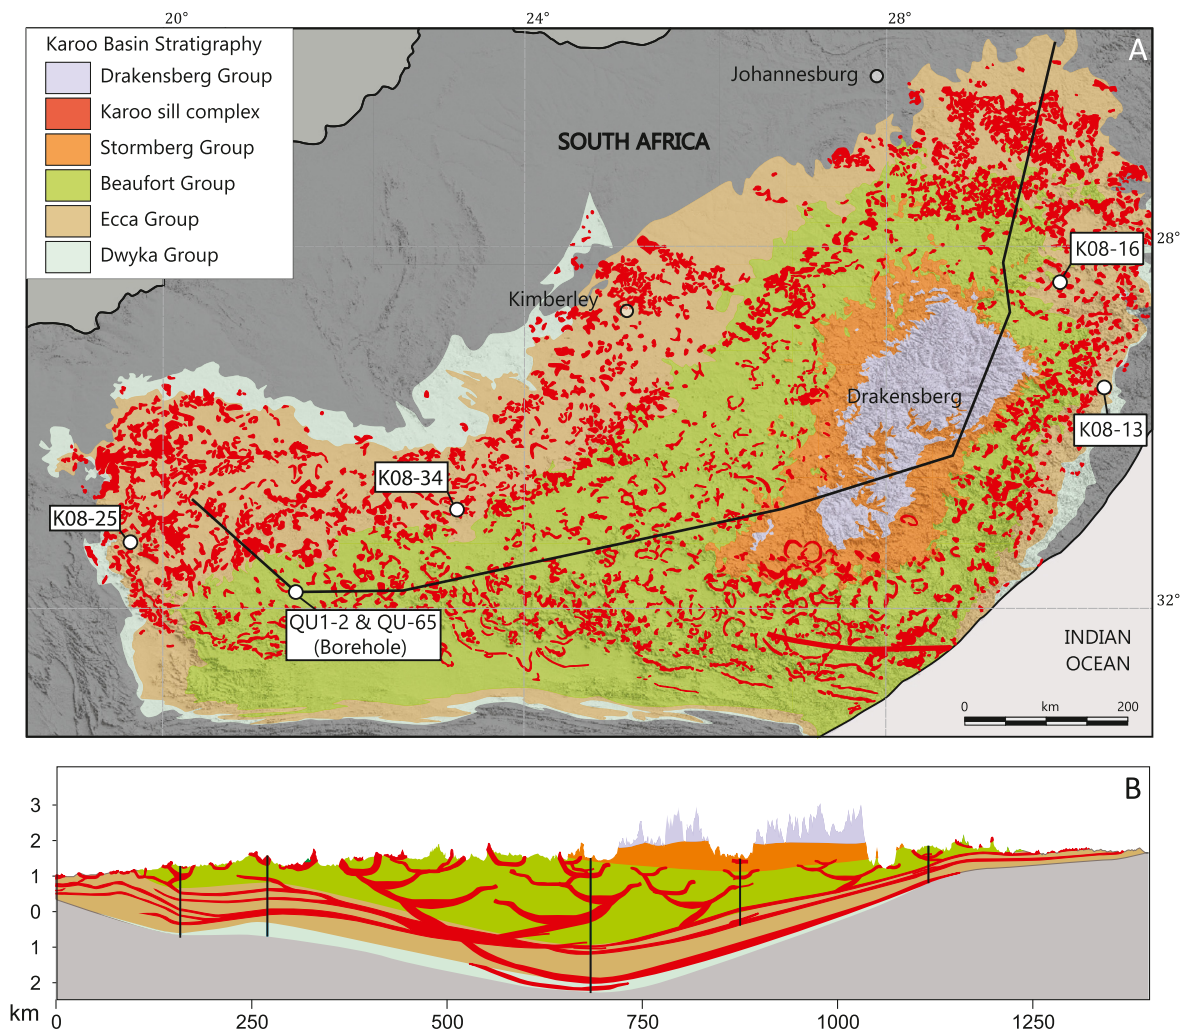 20°
24°
28°
A
Karoo Basin Stratigraphy
Drakensberg Group
Karoo sill complex
Stormberg Group
Beaufort Group
Ecca Group
Dwyka Group
Johannesburg
SOUTH AFRICA
28°
K08-16
Kimberley
Drakensberg
K08-13
K08-34
K08-25
32°
QU1-2 & QU-65
(Borehole)
INDIAN
OCEAN
0 km 200
B
3
2
1
0
1
2
km
0 250 500 750 1000 1250